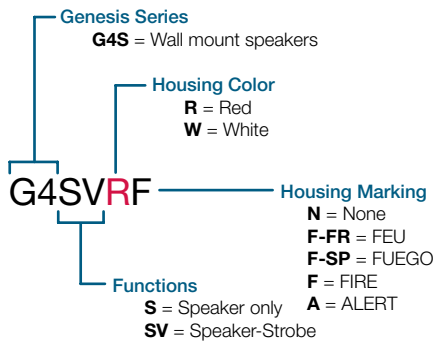 Genesis Series
G4S = Wall mount speakers
Housing Color
R = Red
W = White
G4SVRF
Housing Marking
N = None
F-FR = FEU
F-SP = FUEGO
F = FIRE
A = ALERT
Functions
S = Speaker only
SV = Speaker-Strobe